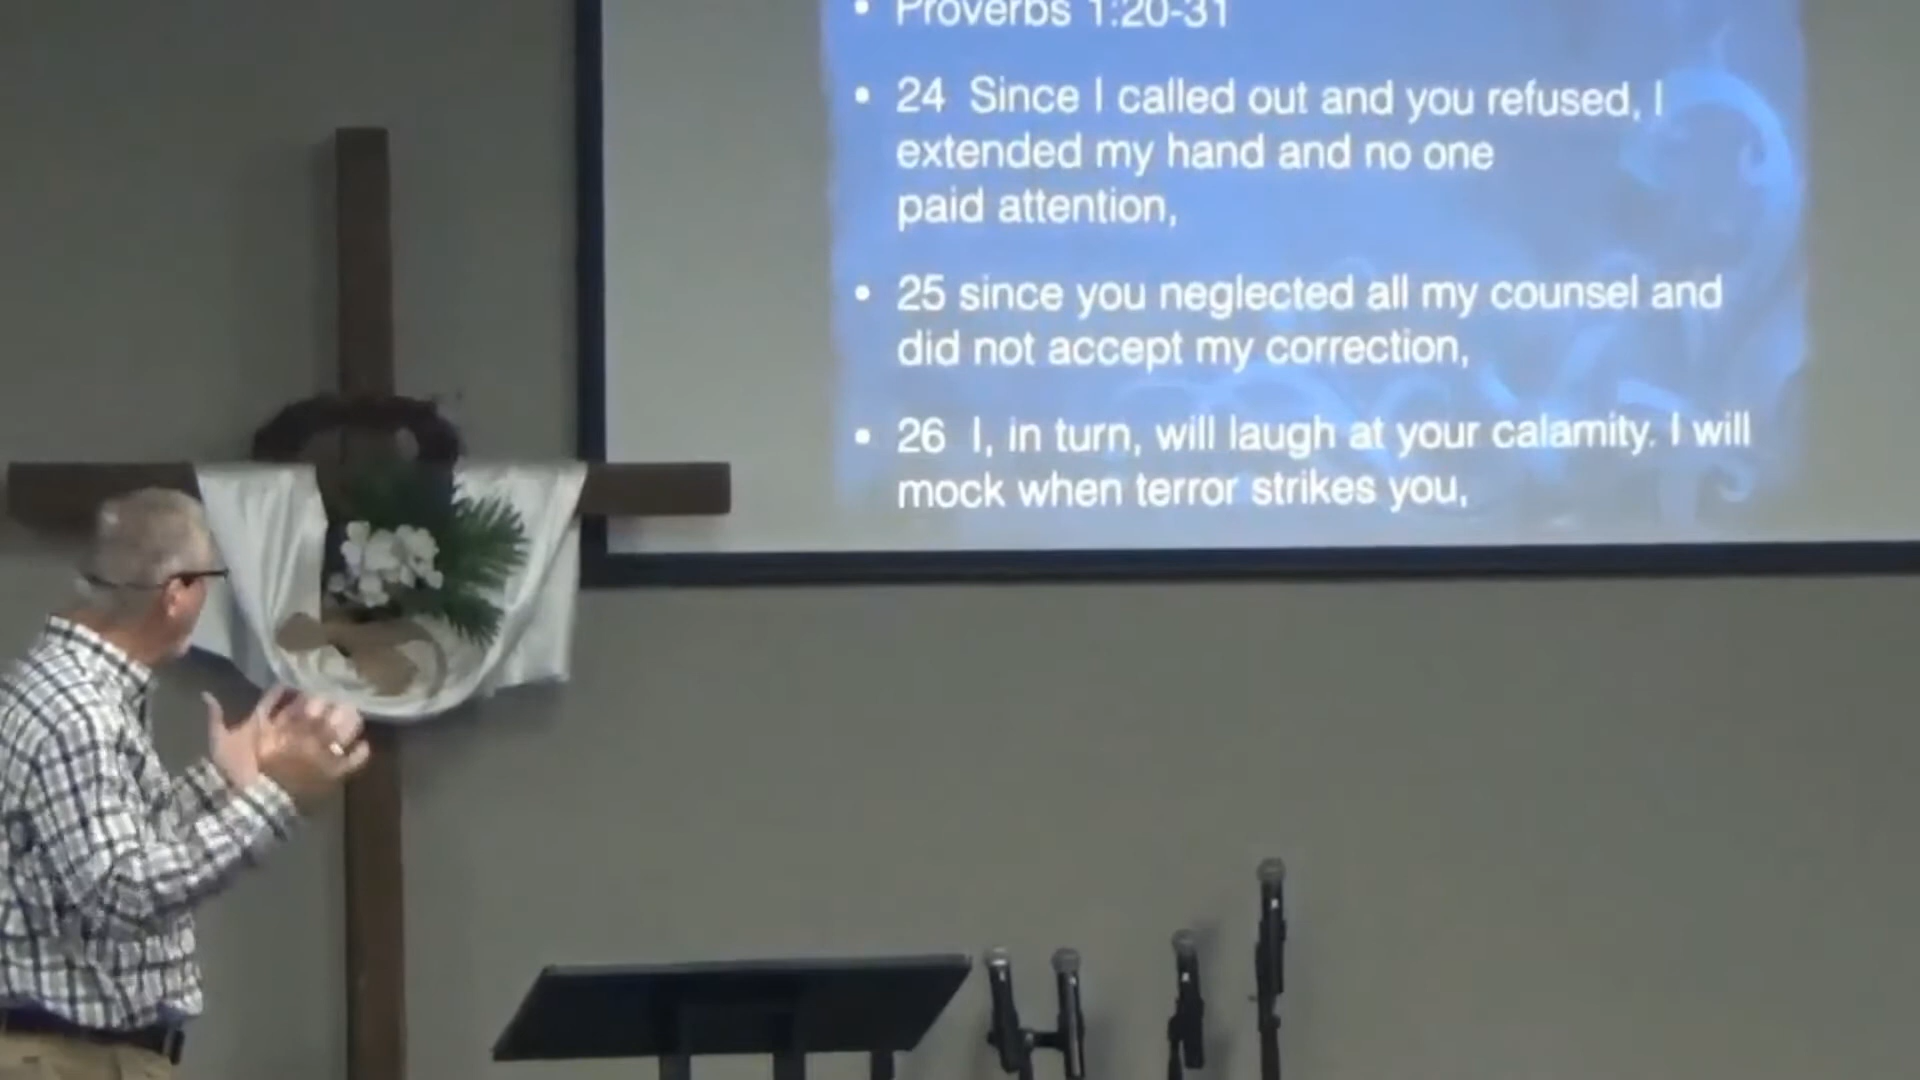 • Proverbs 1:20-31
• 24 Since I called out and you refused, I
extended my hand and no one
paid attention,
• 25 since you neglected all my counsel and
did not accept my correction,
• 26 I, in turn, will laugh at your calamity. I will
mock when terror strikes you,